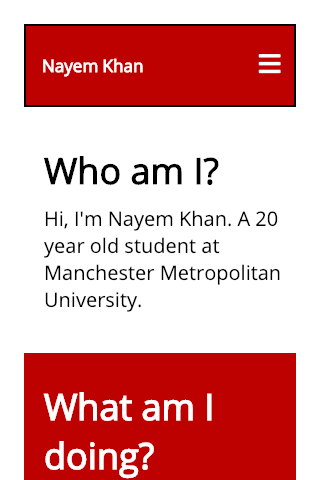 Nayem Khan
Who am I?
Hi, I'm Nayem Khan. A 20
year old student at
Manchester Metropolitan
University.
What am I
doing?